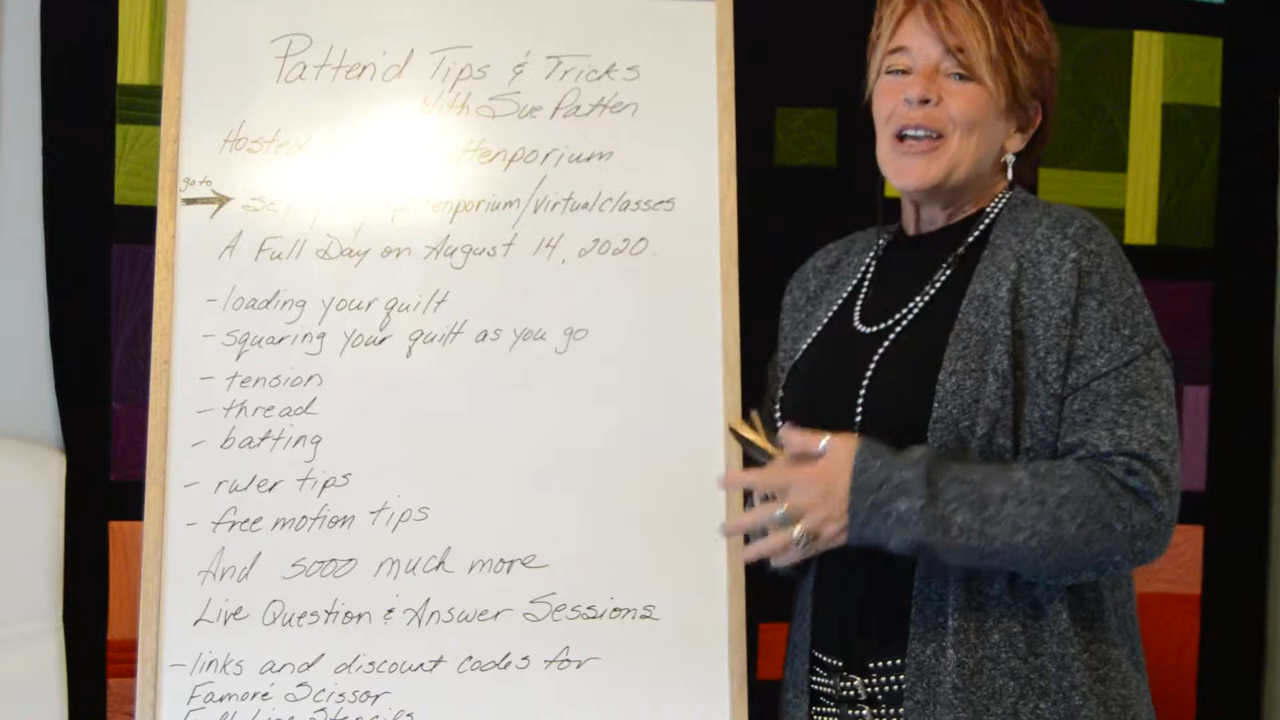 Patten'd Tips & Tricks
With Sue Patten
Hosted
go to
enporium/virtualclasses
A Full Day on August 14, 2020
- loading your quilt
- squaring your quilt as you go
- tension
- thread
- batting
- ruler tips
- free motion tips
And sooo much more
Live Question & Answer Sessions
- links and discount codes for
Famoré Scissor